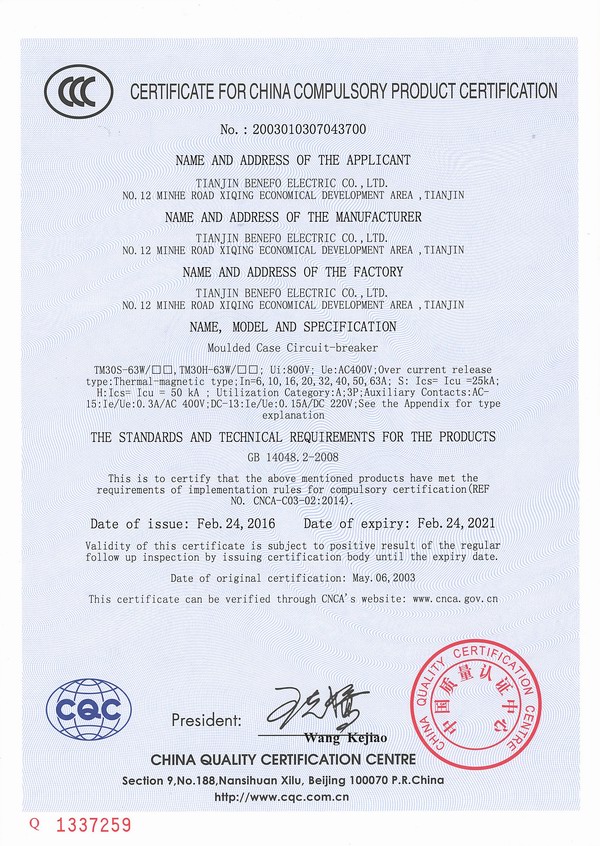 CCC
CERTIFICATE FOR CHINA COMPULSORY PRODUCT CERTIFICATION
No. : 2003010307043700
NAME AND ADDRESS OF THE APPLICANT
TIANJIN BENEFO ELECTRIC CO.,LTD.
NO.12 MINHE ROAD XIQING ECONOMICAL DEVELOPMENT AREA ,TIANJIN
NAME AND ADDRESS OF THE MANUFACTURER
TIANJIN BENEFO ELECTRIC CO.,LTD.
NO.12 MINHE ROAD XIQING ECONOMICAL DEVELOPMENT AREA ,TIANJIN
NAME AND ADDRESS OF THE FACTORY
TIANJIN BENEFO ELECTRIC CO.,LTD.
NO.12 MINHE ROAD XIQING ECONOMICAL DEVELOPMENT AREA ,TIANJIN
NAME, MODEL AND SPECIFICATION
Moulded Case Circuit-breaker
TM30S-63W/□□,TM30H-63W/□□; Ui:800V; Ue:AC400V;Over current release
type:Thermal-magnetic type;In=6,10,16,20,32,40,50,63A; S: Ics= Icu =25kA;
H:Ics= Icu = 50 kA ; Utilization Category:A;3P;Auxiliary Contacts:AC-
15:Ie/Ue:0.3A/AC 400V;DC-13:Ie/Ue:0.15A/DC 220V;See the Appendix for type
explanation
THE STANDARDS AND TECHNICAL REQUIREMENTS FOR THE PRODUCTS
GB 14048.2-2008
This is to certify that the above mentioned products have met the
requirements of implementation rules for compulsory certification(REF
NO. CNCA-C03-02:2014).
Date of issue: Feb.24,2016 Date of expiry: Feb.24,2021
Validity of this certificate is subject to positive result of the regular
follow up inspection by issuing certification body until the expiry date.
Date of original certification: May.06,2003
This certificate can be verified through CNCA's website: www.cnca.gov.cn
CQC
President:
Wang Kejiao
CHINA QUALITY CERTIFICATION CENTRE
中国质量认证中心
CHINA QUALITY CERTIFICATION CENTRE
Section 9,No.188,Nansihuan Xilu, Beijing 100070 P.R.China
http://www.cqc.com.cn
Q 1337259